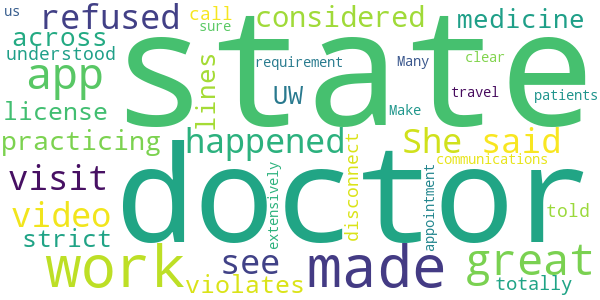 us
refused
call
sure
considered
medicine
across
understood
app
state
license
lines
requirement
UW
Many
clear
travel
Make
patients
practicing
happened
She said
disconnect
communications
visit
doctor
extensively
appointment
video
told
strict
work
see
made
great
violates
totally